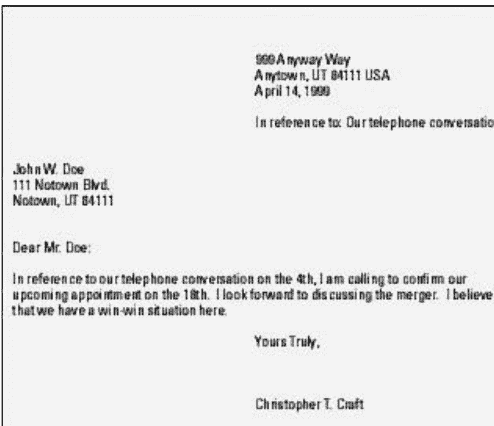 999 Anyway Way
Anytown, UT 84111 USA
April 14, 1999
In reference to: Our telephone conversatio
John W. Doe
111 Notown Blvd.
Notown, UT 84111
Dear Mr. Doe:
In reference to our telephone conversation on the 4th, I am calling to confirm our
upcoming appointment on the 18th. I look forward to discussing the merger. I believe
that we have a win-win situation here.
Yours Truly,
Christopher T. Craft